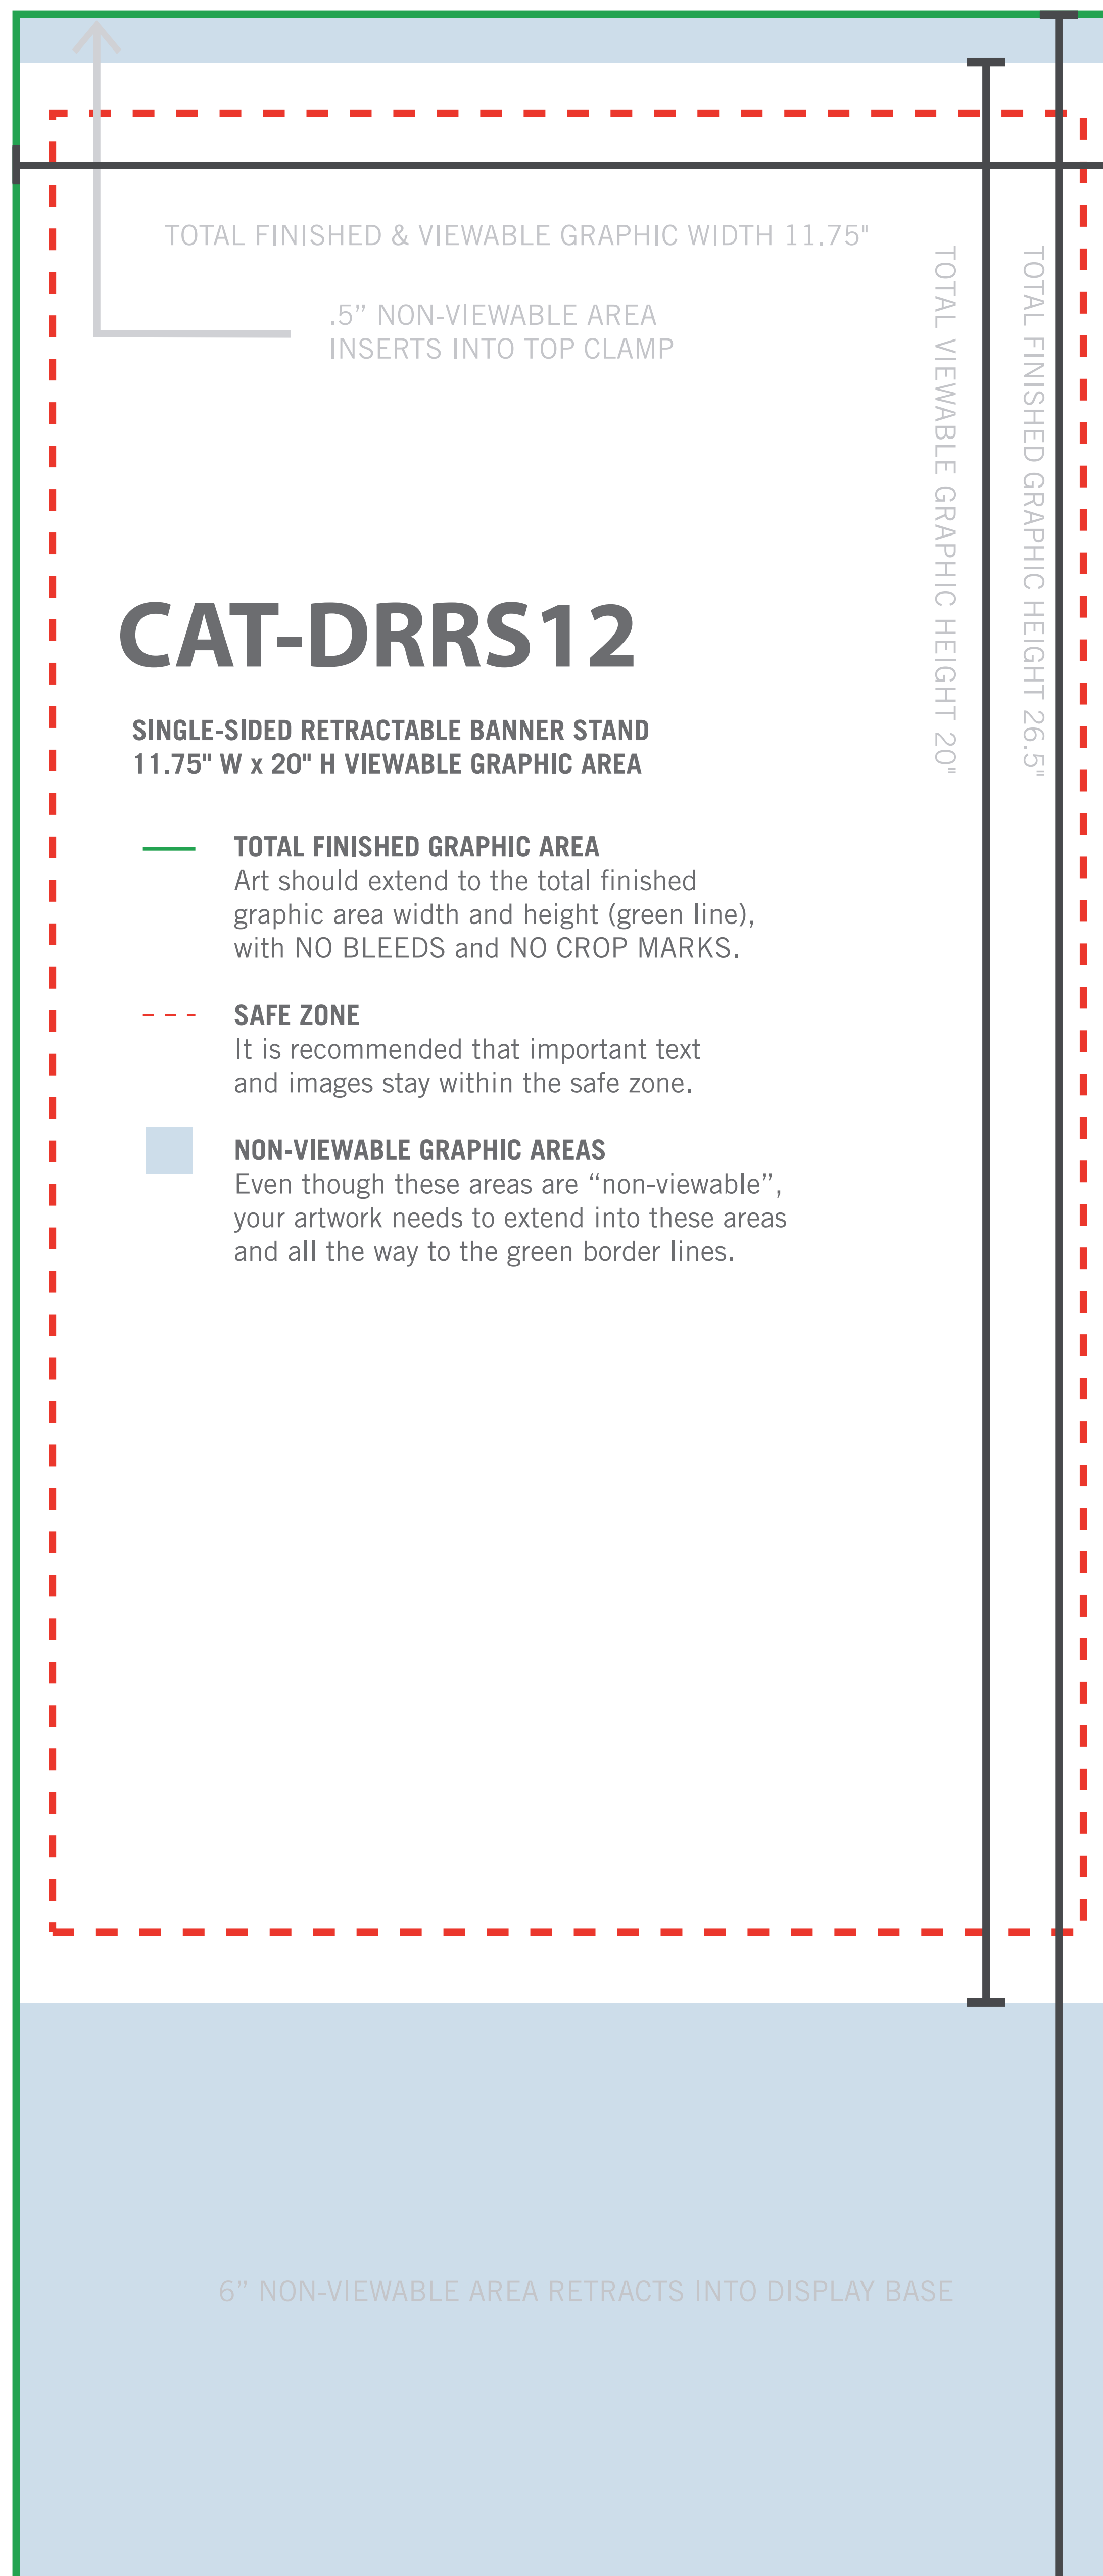 TOTAL FINISHED & VIEWABLE GRAPHIC WIDTH 11.75"
.5” NON-VIEWABLE AREA
INSERTS INTO TOP CLAMP
TOTAL VIEWABLE GRAPHIC HEIGHT 20"
TOTAL FINISHED GRAPHIC HEIGHT 26.5"
CAT-DRRS12
SINGLE-SIDED RETRACTABLE BANNER STAND
11.75" W x 20" H VIEWABLE GRAPHIC AREA
TOTAL FINISHED GRAPHIC AREA
Art should extend to the total finished
graphic area width and height (green line),
with NO BLEEDS and NO CROP MARKS.
SAFE ZONE
It is recommended that important text
and images stay within the safe zone.
NON-VIEWABLE GRAPHIC AREAS
Even though these areas are “non-viewable”,
your artwork needs to extend into these areas
and all the way to the green border lines.
6” NON-VIEWABLE AREA RETRACTS INTO DISPLAY BASE